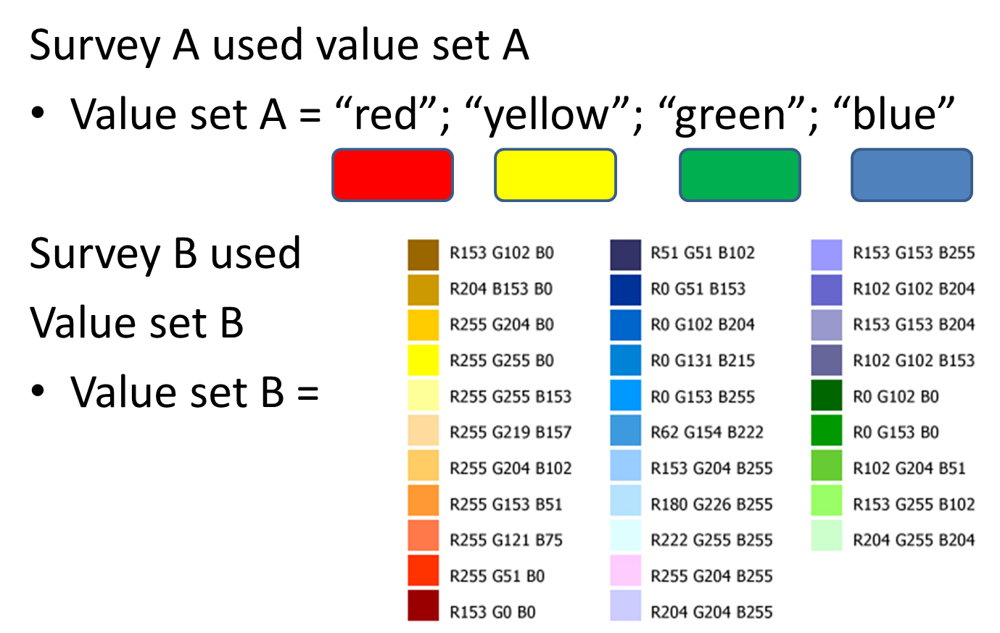 Survey A used value set A
• Value set A = “red”; “yellow”; “green”; “blue”
Survey B used
Value set B
• Value set B =
R153 G102 B0
R204 B153 B0
R255 G204 B0
R255 G255 B0
R255 G255 B153
R255 G219 B157
R255 G204 B102
R255 G153 B51
R255 G121 B75
R255 G51 B0
R153 G0 B0
R51 G51 B102
R0 G51 B153
R0 G102 B204
R0 G131 B215
R0 G153 B255
R62 G154 B222
R153 G204 B255
R180 G226 B255
R222 G255 B255
R255 G204 B255
R204 G204 B255
R153 G153 B255
R102 G102 B204
R153 G153 B204
R102 G102 B153
R0 G102 B0
R0 G153 B0
R102 G204 B51
R153 G255 B102
R204 G255 B204